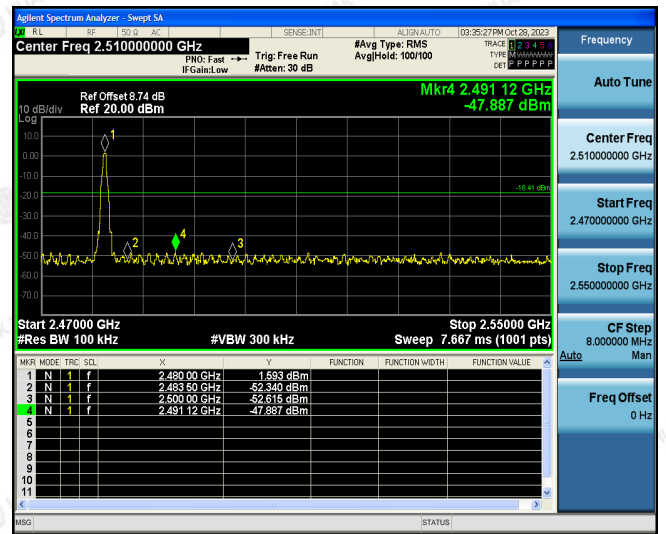 Agilent Spectrum Analyzer - Swept SA
RL RF 50 Ω AC SENSE:INT ALIGN AUTO 03:35:27 PM Oct 28, 2023
Center Freq 2.510000000 GHz
#Avg Type: RMS
TRACE 1 2 3 4 5 6
PNO: Fast Trig: Free Run Avg|Hold: 100/100
TYPE M
IFGain:Low #Atten: 30 dB
DET P P P P P P
Mkr4 2.491 12 GHz
-47.887 dBm
Ref Offset 8.74 dB
10 dB/div Ref 20.00 dBm
Log
10.0
0.00
-10.0
-20.0
-30.0
-40.0
-50.0
-60.0
-70.0
1
2
4
3
-18.41 dBm
Start 2.47000 GHz Stop 2.55000 GHz
#Res BW 100 kHz #VBW 300 kHz Sweep 7.667 ms (1001 pts)
MKR MODE TRC SCL X Y FUNCTION FUNCTION WIDTH FUNCTION VALUE
1 N 1 f 2.480 00 GHz 1.593 dBm
2 N 1 f 2.483 50 GHz -52.340 dBm
3 N 1 f 2.500 00 GHz -52.615 dBm
4 N 1 f 2.491 12 GHz -47.887 dBm
5
6
7
8
9
10
11
MSG STATUS
Frequency
Auto Tune
Center Freq
2.510000000 GHz
Start Freq
2.470000000 GHz
Stop Freq
2.550000000 GHz
CF Step
8.000000 MHz
Auto Man
Freq Offset
0 Hz